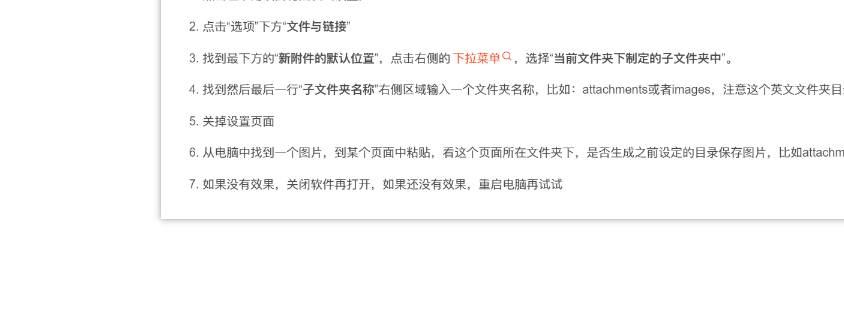 2. 点击“选项”下方“文件与链接”
3. 找到最下方的“新附件的默认位置”，点击右侧的 下拉菜单，选择“当前文件夹下制定的子文件夹中”。
4. 找到然后最后一行“子文件夹名称”右侧区域输入一个文件夹名称，比如：attachments或者images，注意这个英文文件夹目
5. 关掉设置页面
6. 从电脑中找到一个图片，到某个页面中粘贴，看这个页面所在文件夹下，是否生成之前设定的目录保存图片，比如attachm
7. 如果没有效果，关闭软件再打开，如果还没有效果，重启电脑再试试